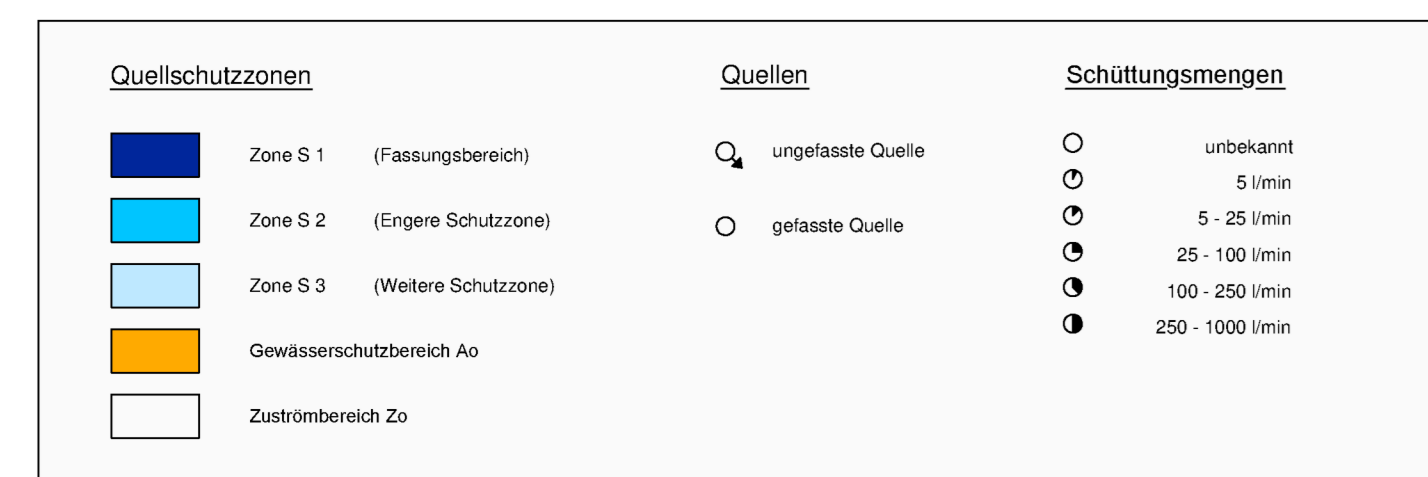 Quellschutzzonen
Zone S 1 (Fassungsbereich)
Zone S 2 (Engere Schutzzone)
Zone S 3 (Weitere Schutzzone)
Gewässerschutzbereich Ao
Zuströmbereich Zo
Quellen
ungefasste Quelle
gefasste Quelle
Schüttungsmengen
unbekannt
5 l/min
5 - 25 l/min
25 - 100 l/min
100 - 250 l/min
250 - 1000 l/min